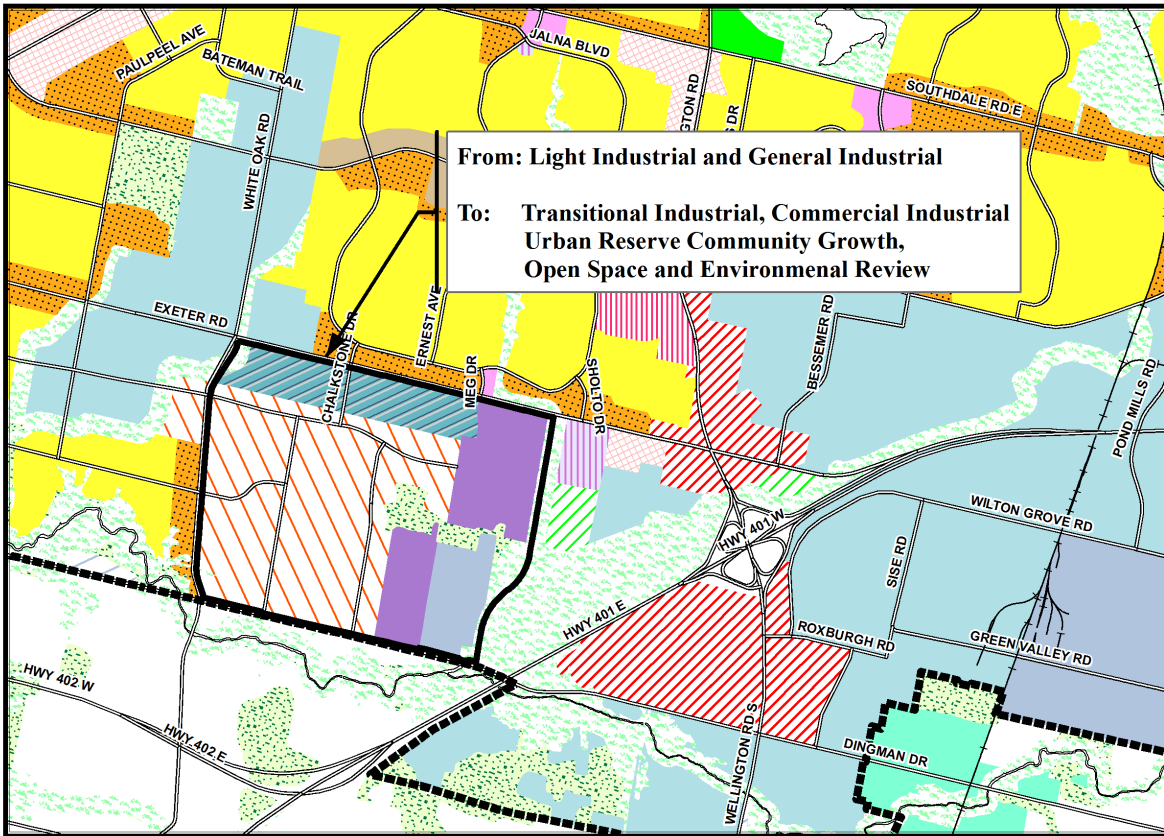 PAULPEEL AVE
BATEMAN TRAIL
JALNA BLVD
WHITE OAK RD
GTON RD
S DR
SOUTHDALE RD E
From: Light Industrial and General Industrial
To: Transitional Industrial, Commercial Industrial
Urban Reserve Community Growth,
Open Space and Environmenal Review
EXETER RD
CHALKSTONE DR
ERNEST AVE
MEG DR
SHOLTO DR
BESSEMER RD
POND MILLS RD
HWY 401 W
WILTON GROVE RD
SISE RD
HWY 401 E
ROXBURGH RD
GREEN VALLEY RD
HWY 402 W
HWY 402 E
WELLINGTON RD S
DINGMAN DR